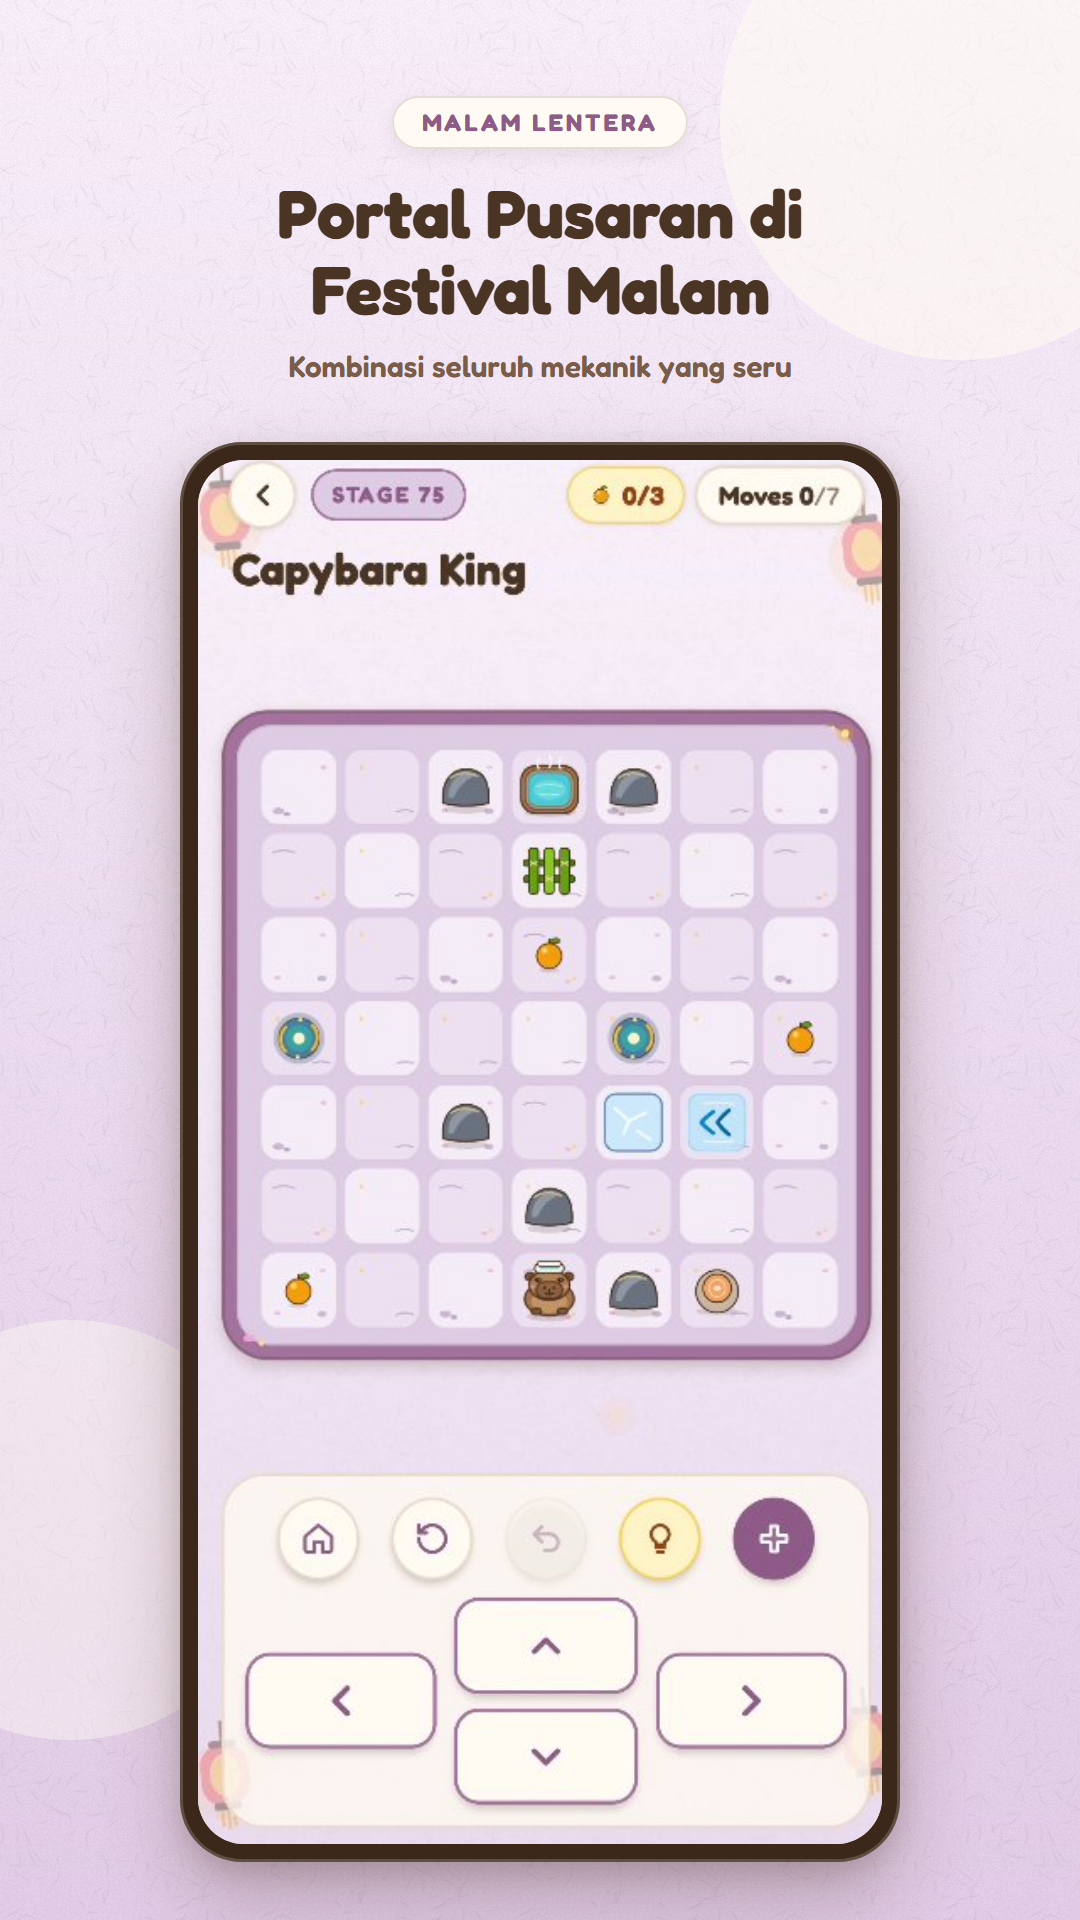 MALAM LENTERA
Portal Pusaran di
Festival Malam
Kombinasi seluruh mekanik yang seru
STAGE 75
0/3
Moves 0/7
Capybara King